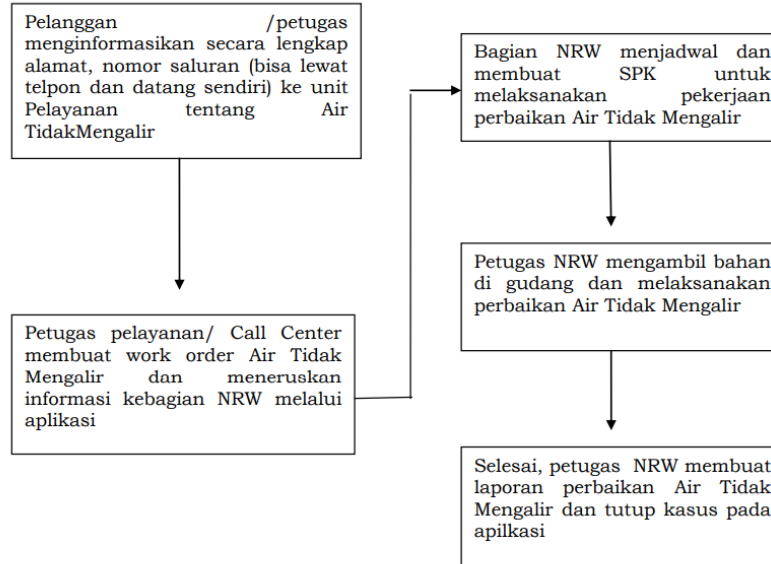 Pelanggan /petugas
menginformasikan secara lengkap
alamat, nomor saluran (bisa lewat
telpon dan datang sendiri) ke unit
Pelayanan tentang Air
TidakMengalir
Petugas pelayanan/ Call Center
membuat work order Air Tidak
Mengalir dan meneruskan
informasi kebagian NRW melalui
aplikasi
Bagian NRW menjadwal dan
membuat SPK untuk
melaksanakan pekerjaan
perbaikan Air Tidak Mengalir
Petugas NRW mengambil bahan
di gudang dan melaksanakan
perbaikan Air Tidak Mengalir
Selesai, petugas NRW membuat
laporan perbaikan Air Tidak
Mengalir dan tutup kasus pada
apilkasi